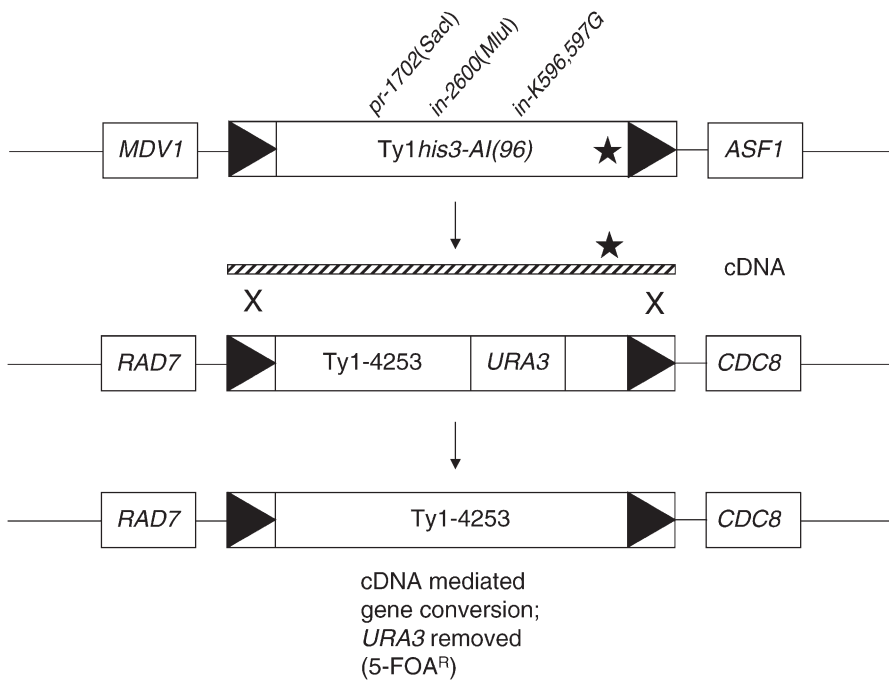 pr-1702(SacI) in-2600(MluI) in-K596,597G
MDV1 Ty1his3-AI(96) ASF1
cDNA
X X
RAD7 Ty1-4253 URA3 CDC8
RAD7 Ty1-4253 CDC8
cDNA mediated
gene conversion;
URA3 removed
(5-FOAᴿ)